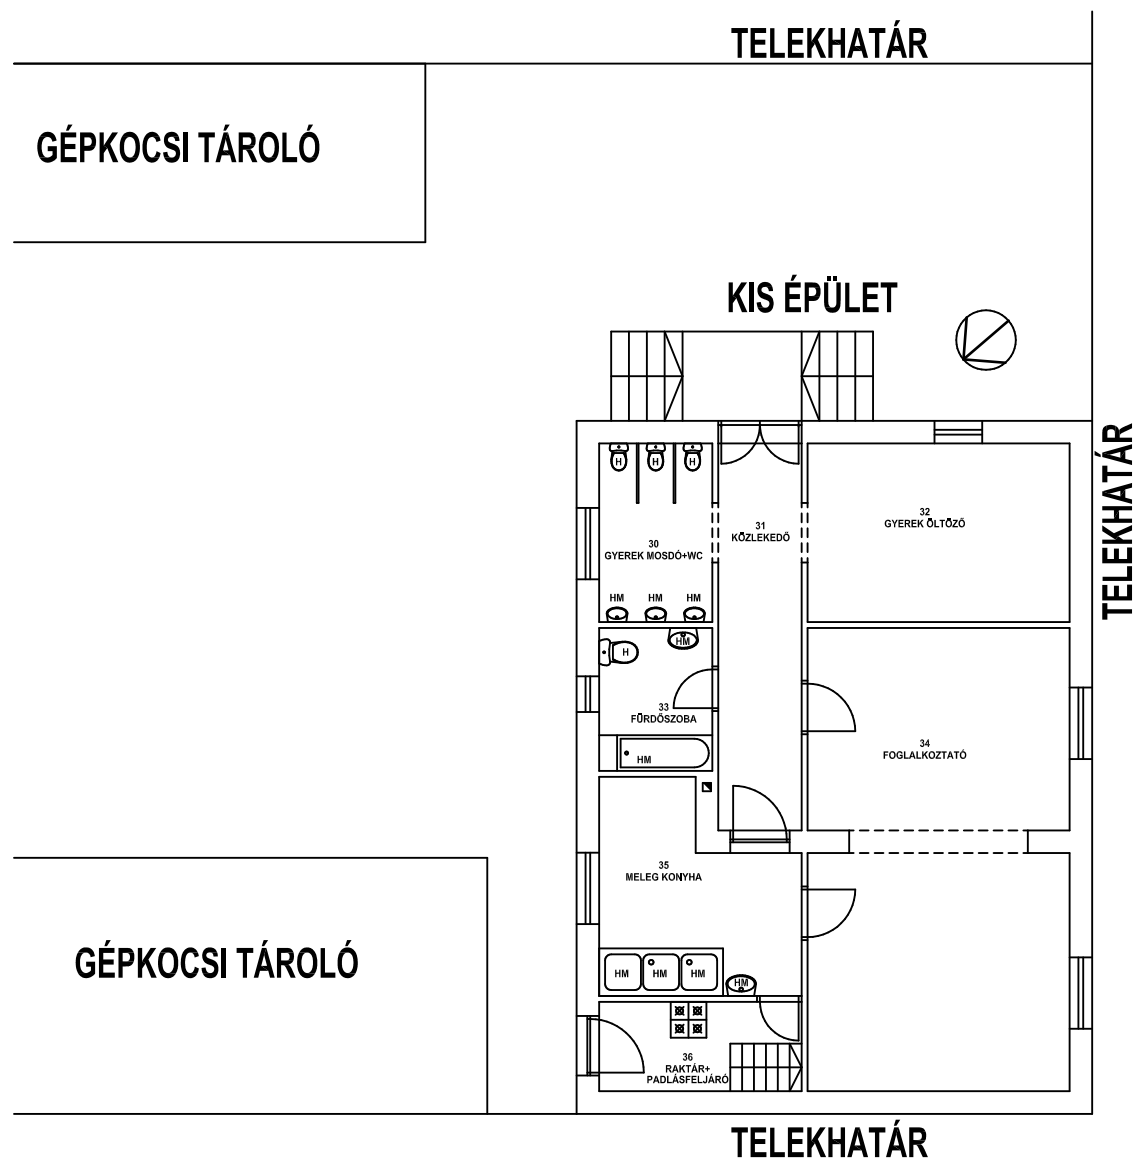 TELEKHATÁR
GÉPKOCSI TÁROLÓ
KIS ÉPÜLET
TELEKHATÁR
H
H
H
32
GYEREK ÖLTÖZŐ
31
KÖZLEKEDŐ
30
GYEREK MOSDÓ+WC
HM
HM
HM
HM
H
33
FÜRDŐSZOBA
HM
34
FOGLALKOZTATÓ
35
MELEG KONYHA
GÉPKOCSI TÁROLÓ
HM
HM
HM
HM
36
RAKTÁR+
PADLÁSFELJÁRÓ
TELEKHATÁR